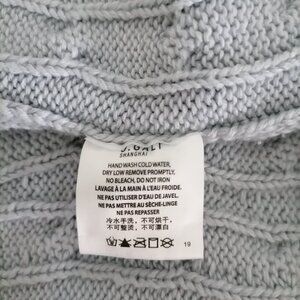 J. GALT
SHANGHAI
HAND WASH COLD WATER,
DRY LOW REMOVE PROMPTLY,
NO BLEACH, DO NOT IRON
LAVAGE À LA MAIN À L'EAU FROIDE.
NE PAS UTILISER D'EAU DE JAVEL.
NE PAS METTRE AU SÈCHE-LINGE
NE PAS REPASSER
冷水手洗, 不可烘干,
不可整烫, 不可漂白
19